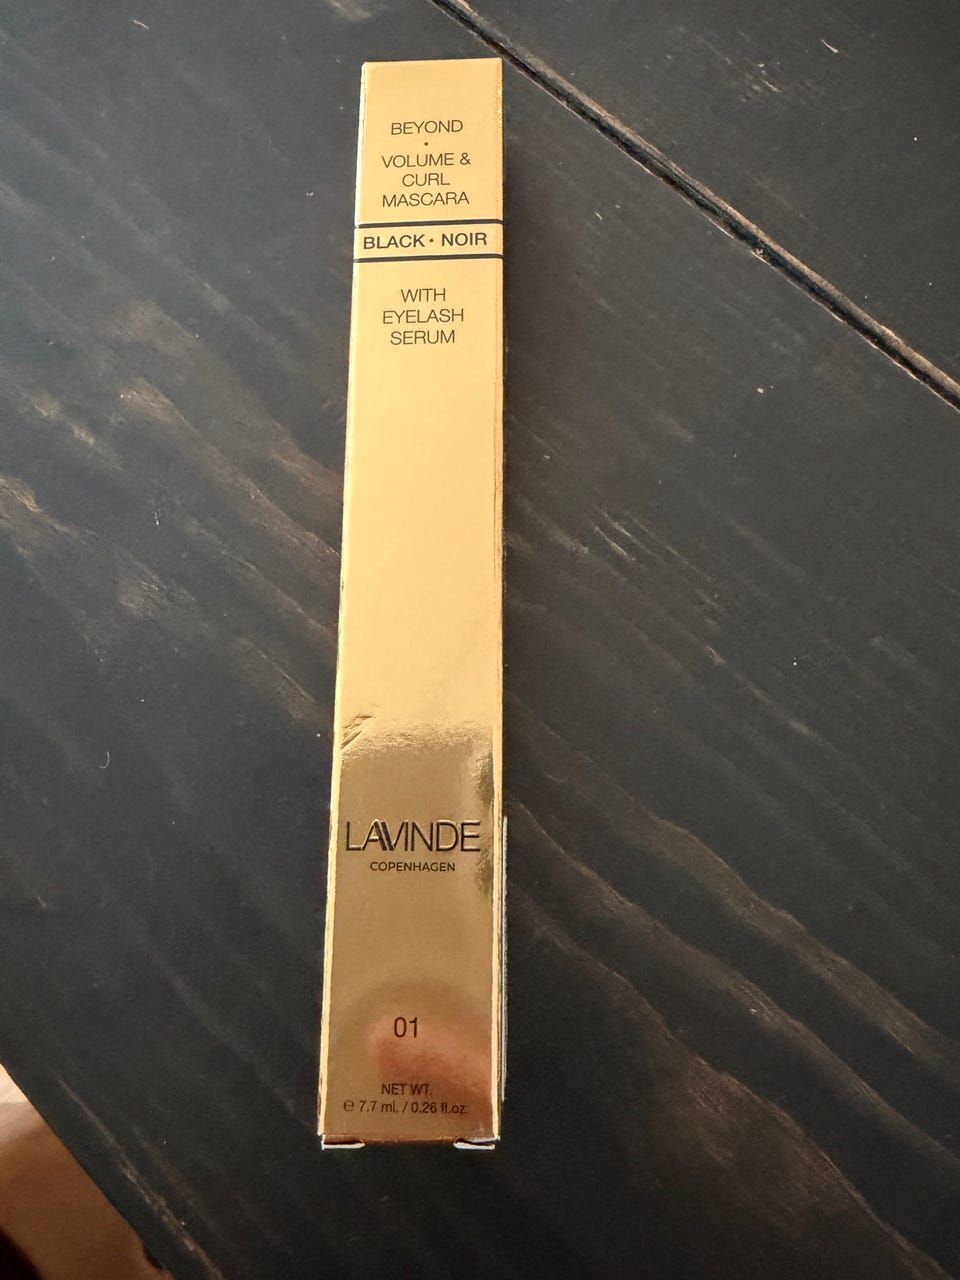 BEYOND
•
VOLUME &
CURL
MASCARA
BLACK • NOIR
WITH
EYELASH
SERUM
LAVINDE
COPENHAGEN
01
NET WT.
℮ 7.7 ml. / 0.26 fl.oz.